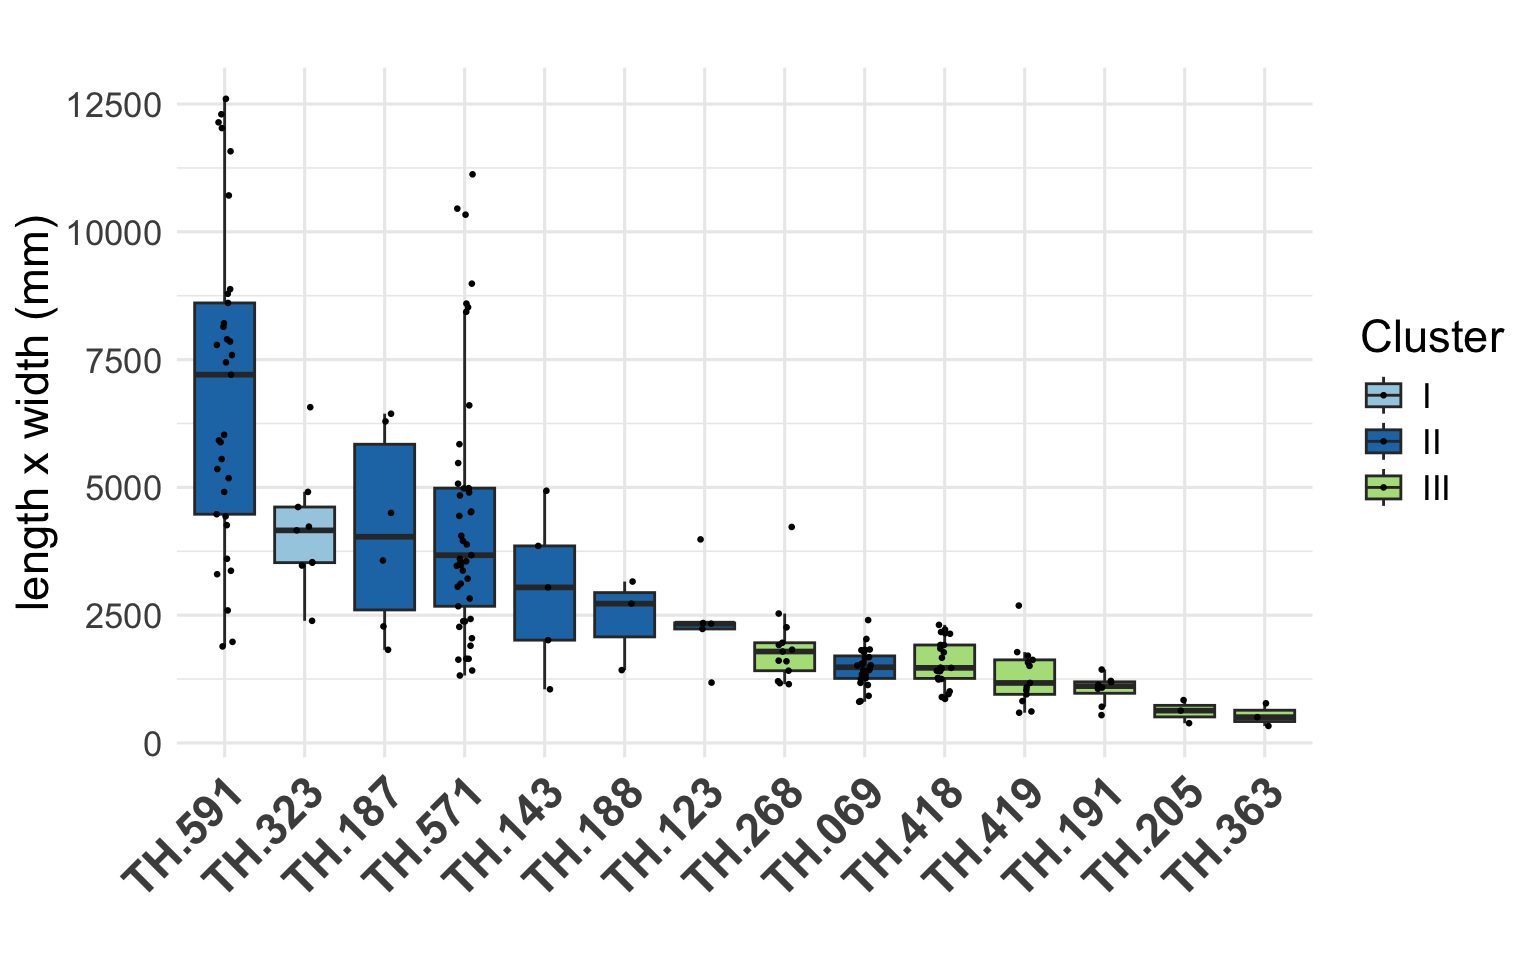 length x width (mm)
12500
10000
7500
5000
2500
0
TH.591
TH.323
TH.187
TH.571
TH.143
TH.188
TH.123
TH.268
TH.069
TH.418
TH.419
TH.191
TH.205
TH.363
Cluster
I
II
III